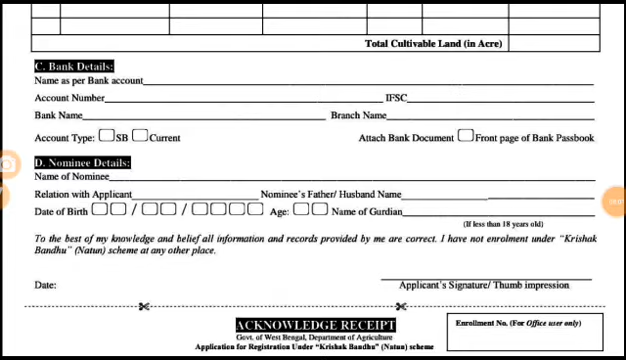 Total Cultivable Land (in Acre)
C. Bank Details:
Name as per Bank account
Account Number IFSC
Bank Name Branch Name
Account Type: SB Current Attach Bank Document Front page of Bank Passbook
D. Nominee Details:
Name of Nominee
Relation with Applicant Nominee's Father/ Husband Name
Date of Birth / / Age: Name of Gurdian
(If less than 18 years old)
To the best of my knowledge and belief all information and records provided by me are correct. I have not enrolment under "Krishak
Bandhu" (Natun) scheme at any other place.
Date: Applicant's Signature/ Thumb impression
ACKNOWLEDGE RECEIPT
Enrollment No. (For Office user only)
Govt. of West Bengal, Department of Agriculture
Application for Registration Under "Krishak Bandhu" (Natun) scheme